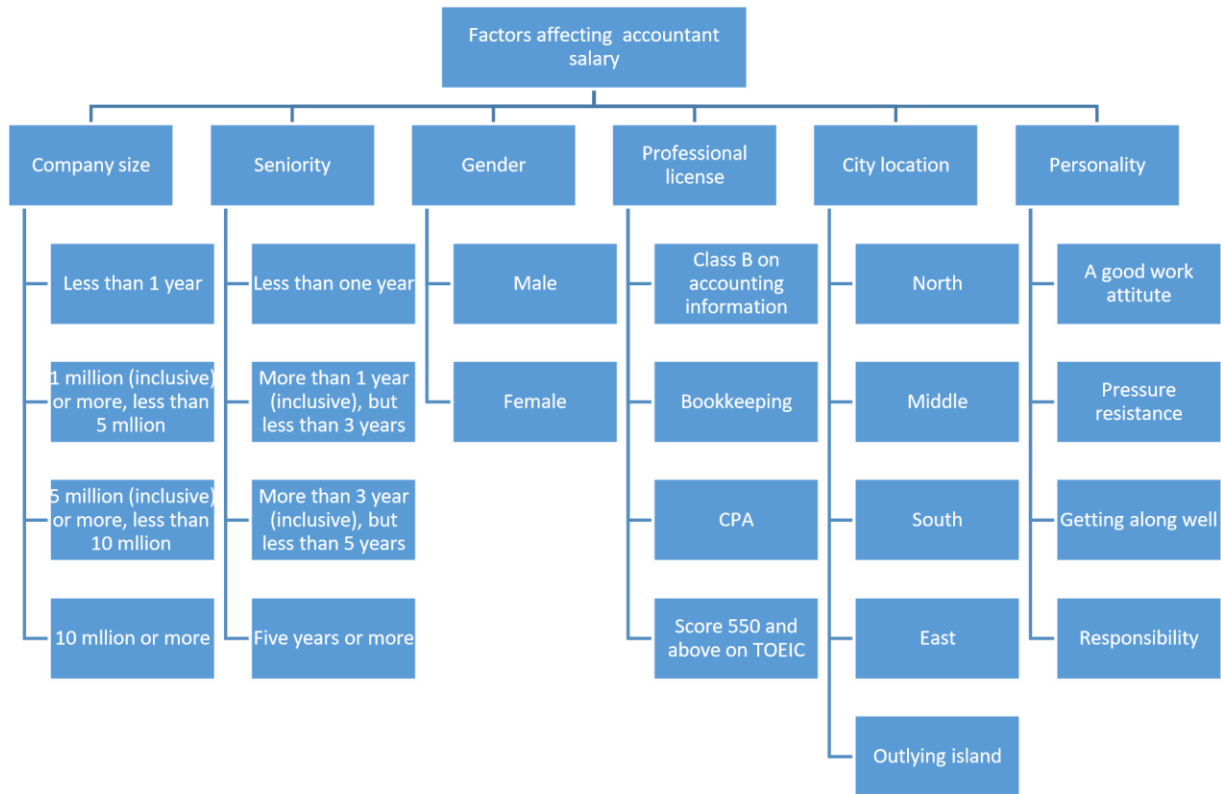 Factors affecting accountant
salary
Company size
Seniority
Gender
Professional
license
City location
Personality
Less than 1 year
1 million (inclusive)
or more, less than
5 mllion
5 million (inclusive)
or more, less than
10 mllion
10 mllion or more
Less than one year
More than 1 year
(inclusive), but
less than 3 years
More than 3 year
(inclusive), but
less than 5 years
Five years or more
Male
Female
Class B on
accounting
information
Bookkeeping
CPA
Score 550 and
above on TOEIC
North
Middle
South
East
Outlying island
A good work
attitute
Pressure
resistance
Getting along well
Responsibility